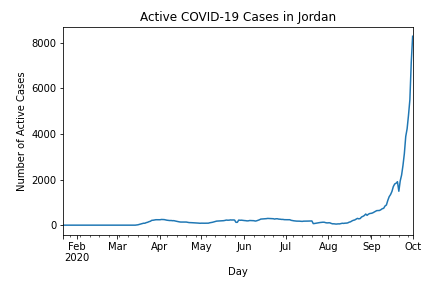 Active COVID-19 Cases in Jordan
Number of Active Cases
8000
6000
4000
2000
0
Feb Mar Apr May Jun Jul Aug Sep Oct
2020
Day